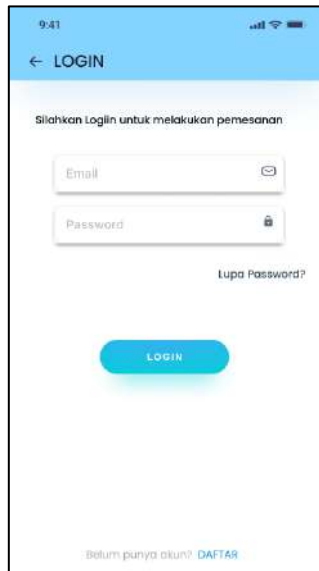 9:41
← LOGIN
Silahkan Logiin untuk melakukan pemesanan
Email
Password
Lupa Password?
LOGIN
Belum punya akun? DAFTAR